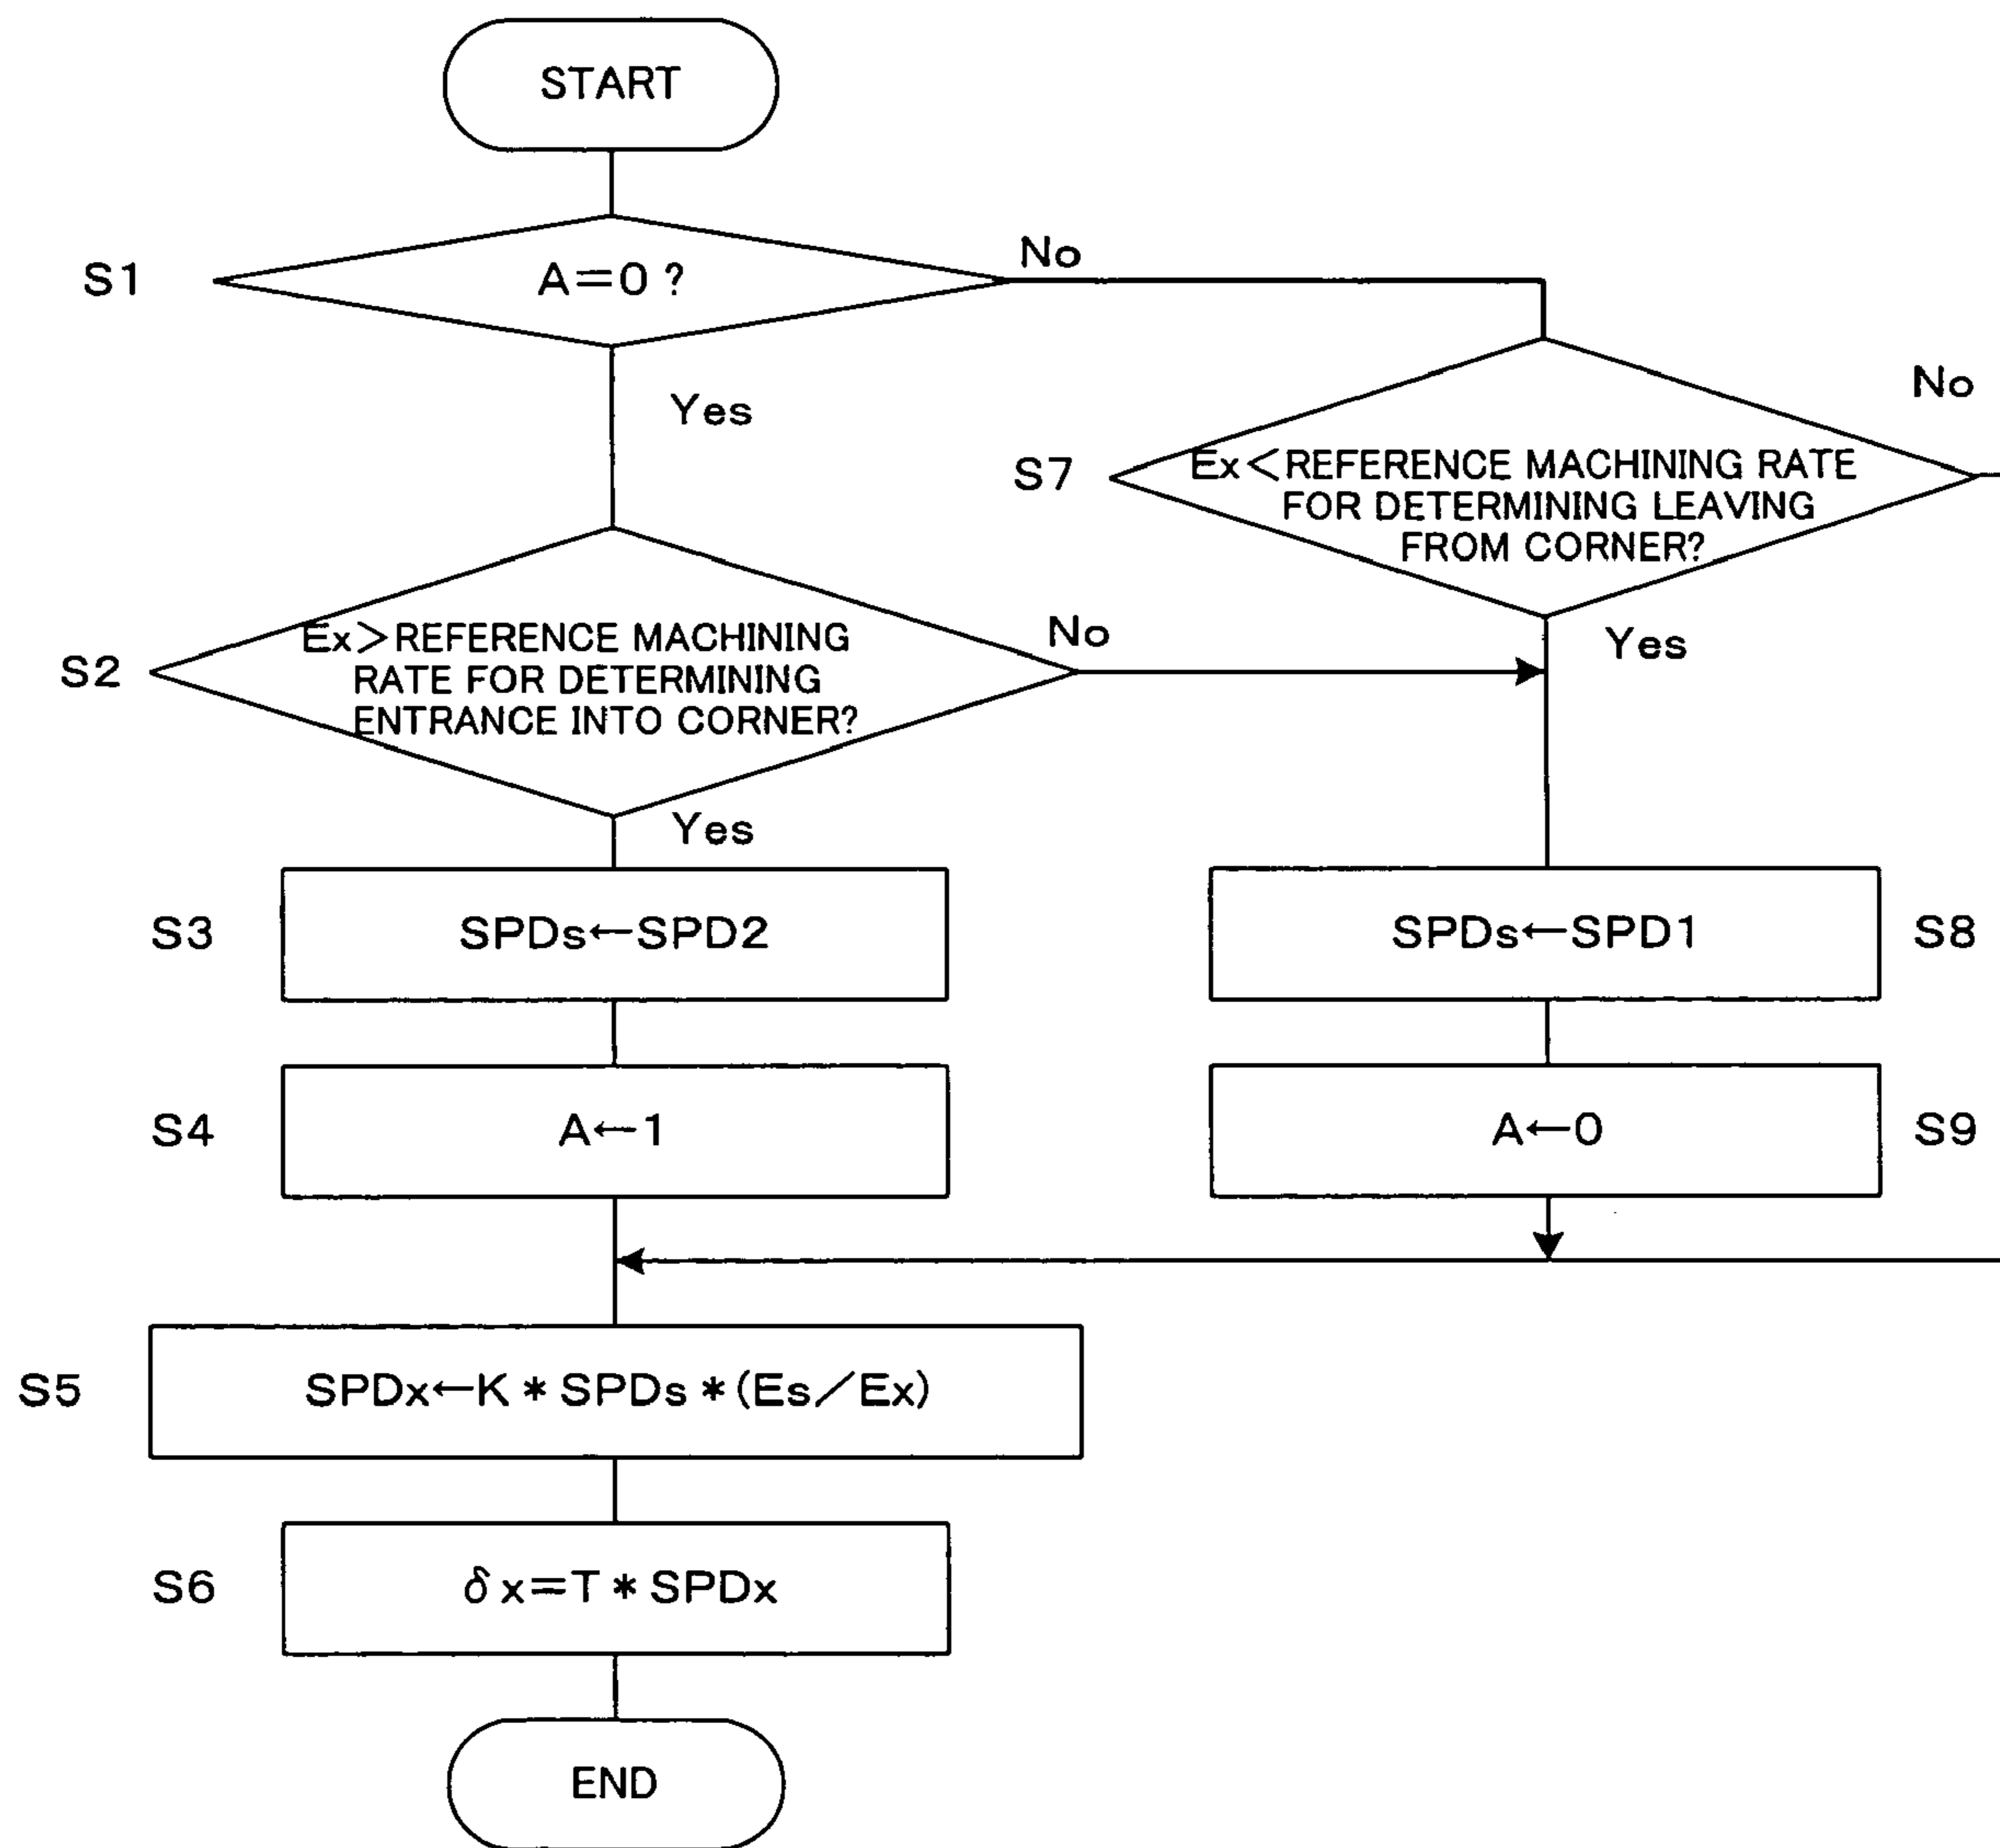 START
S1
A=0 ?
No
Yes
No
S7
Ex<REFERENCE MACHINING RATE
FOR DETERMINING LEAVING
FROM CORNER?
Yes
S2
Ex>REFERENCE MACHINING
RATE FOR DETERMINING
ENTRANCE INTO CORNER?
No
Yes
S3
SPDs←SPD2
SPDs←SPD1
S8
S4
A←1
A←0
S9
S5
SPDx←K * SPDs * (Es/Ex)
S6
δx=T * SPDx
END